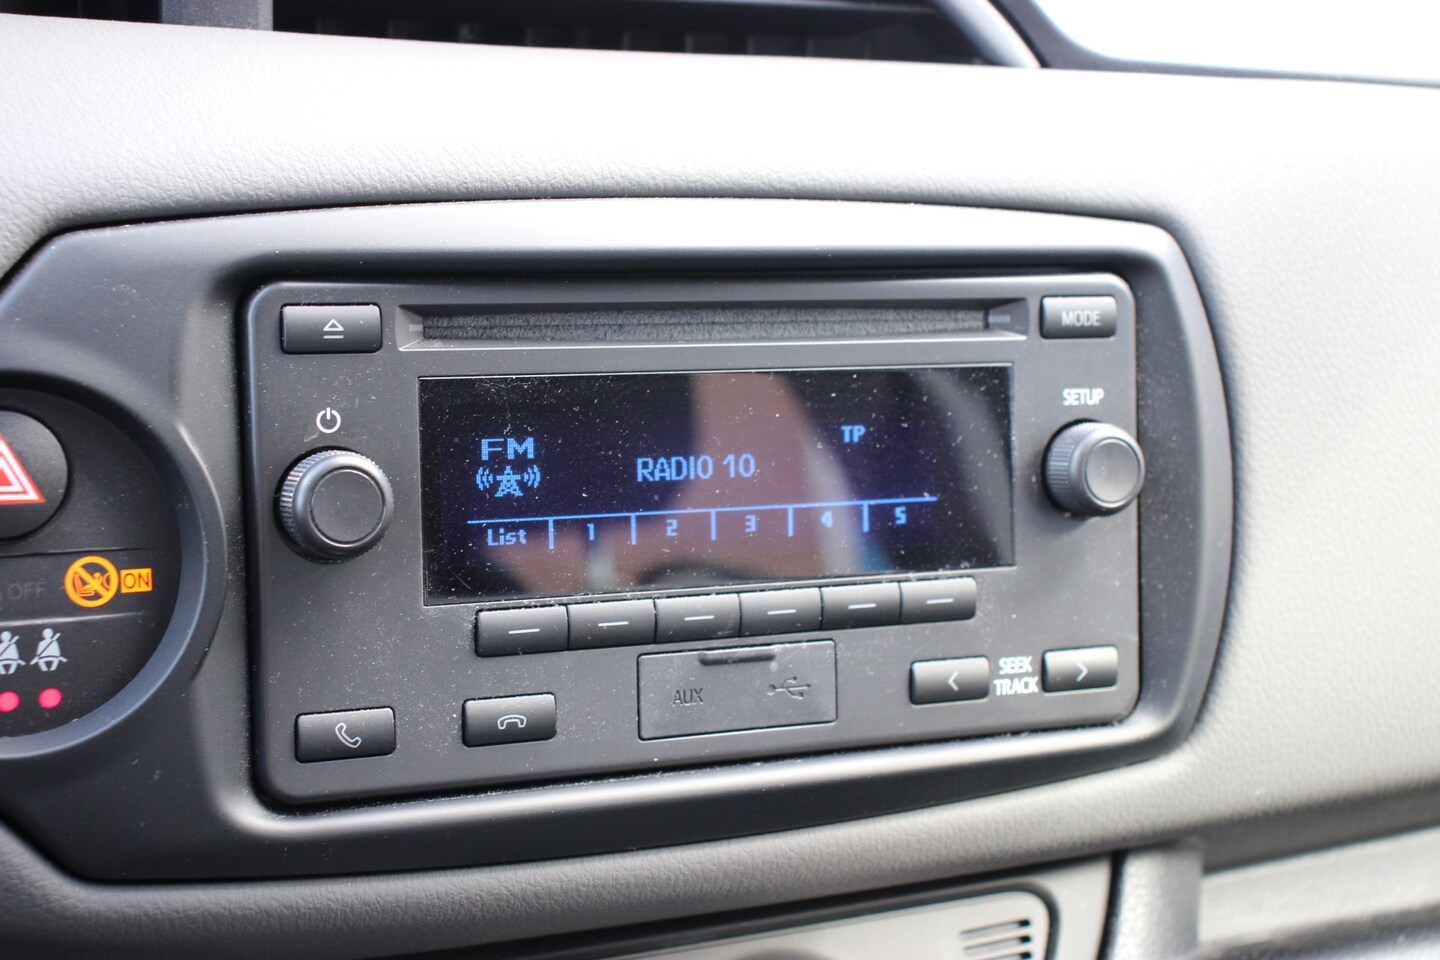 MODE
SETUP
FM
TP
RADIO 10
List 1 2 3 4 5
OFF
ON
AUX
SEEK
TRACK